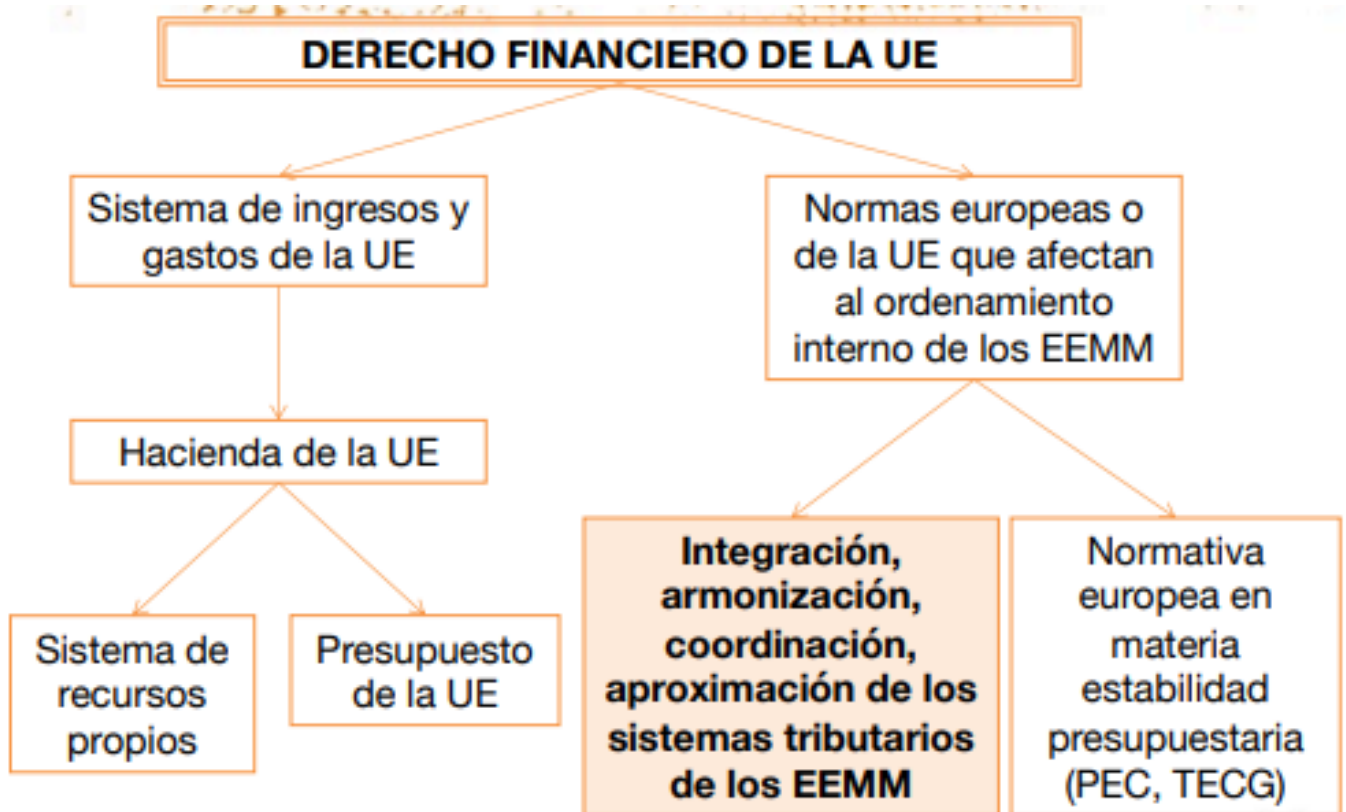 DERECHO FINANCIERO DE LA UE
Sistema de ingresos y
gastos de la UE
Normas europeas o
de la UE que afectan
al ordenamiento
interno de los EEMM
Hacienda de la UE
Sistema de
recursos
propios
Presupuesto
de la UE
Integración,
armonización,
coordinación,
aproximación de los
sistemas tributarios
de los EEMM
Normativa
europea en
materia
estabilidad
presupuestaria
(PEC, TECG)